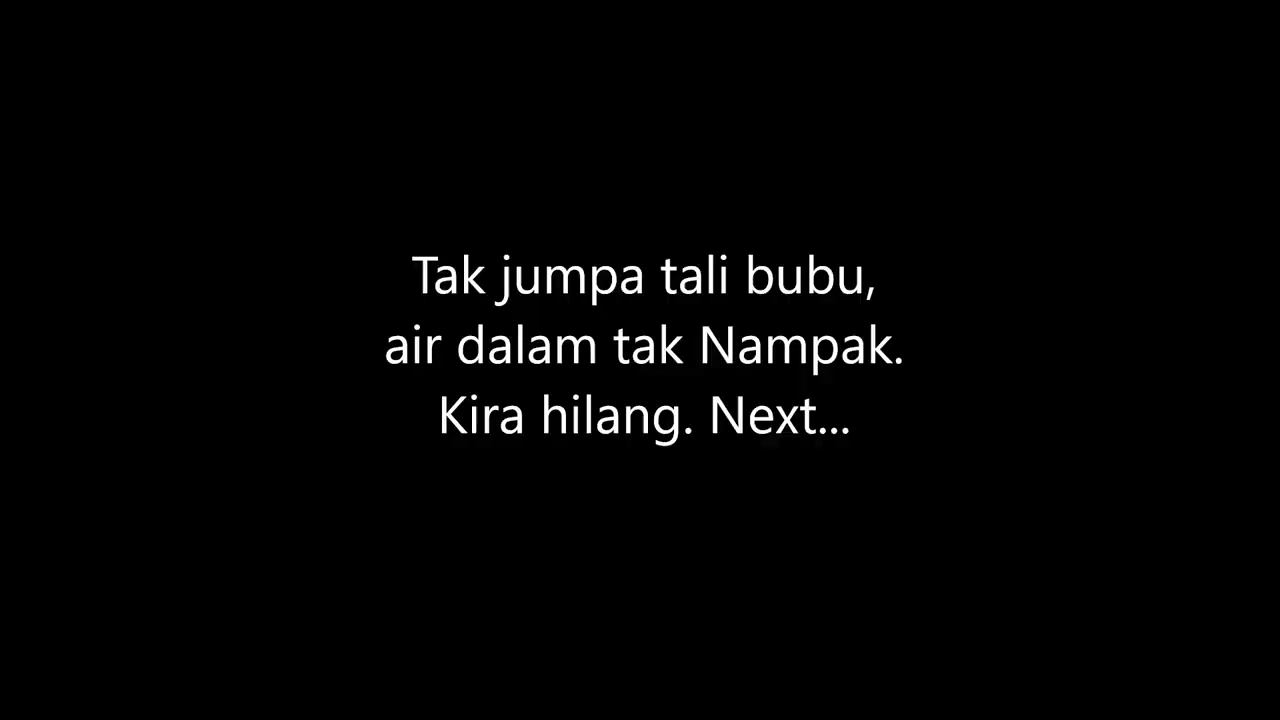 Tak jumpa tali bubu,
air dalam tak Nampak.
Kira hilang. Next...